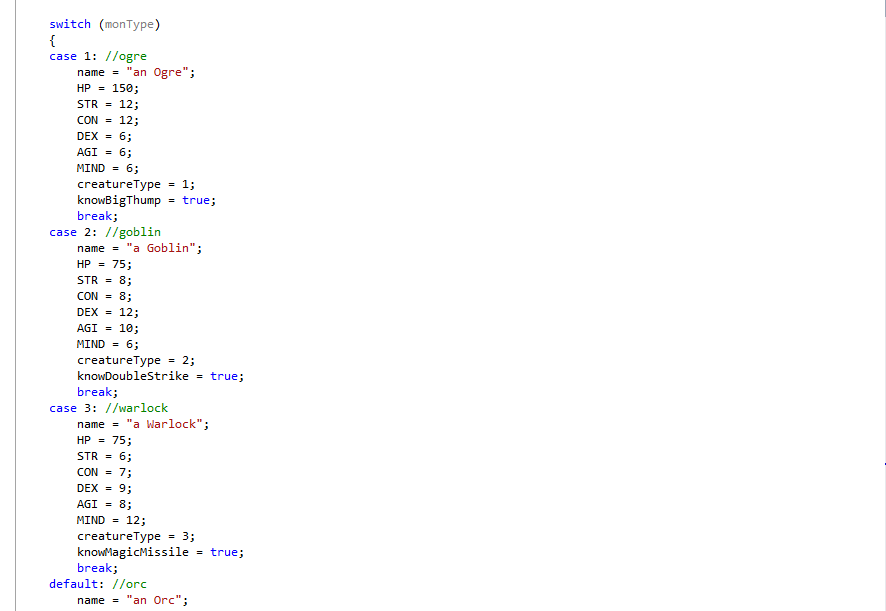 switch (monType)
{
case 1: //ogre
    name = "an Ogre";
    HP = 150;
    STR = 12;
    CON = 12;
    DEX = 6;
    AGI = 6;
    MIND = 6;
    creatureType = 1;
    knowBigThump = true;
    break;
case 2: //goblin
    name = "a Goblin";
    HP = 75;
    STR = 8;
    CON = 8;
    DEX = 12;
    AGI = 10;
    MIND = 6;
    creatureType = 2;
    knowDoubleStrike = true;
    break;
case 3: //warlock
    name = "a Warlock";
    HP = 75;
    STR = 6;
    CON = 7;
    DEX = 9;
    AGI = 8;
    MIND = 12;
    creatureType = 3;
    knowMagicMissile = true;
    break;
default: //orc
    name = "an Orc";